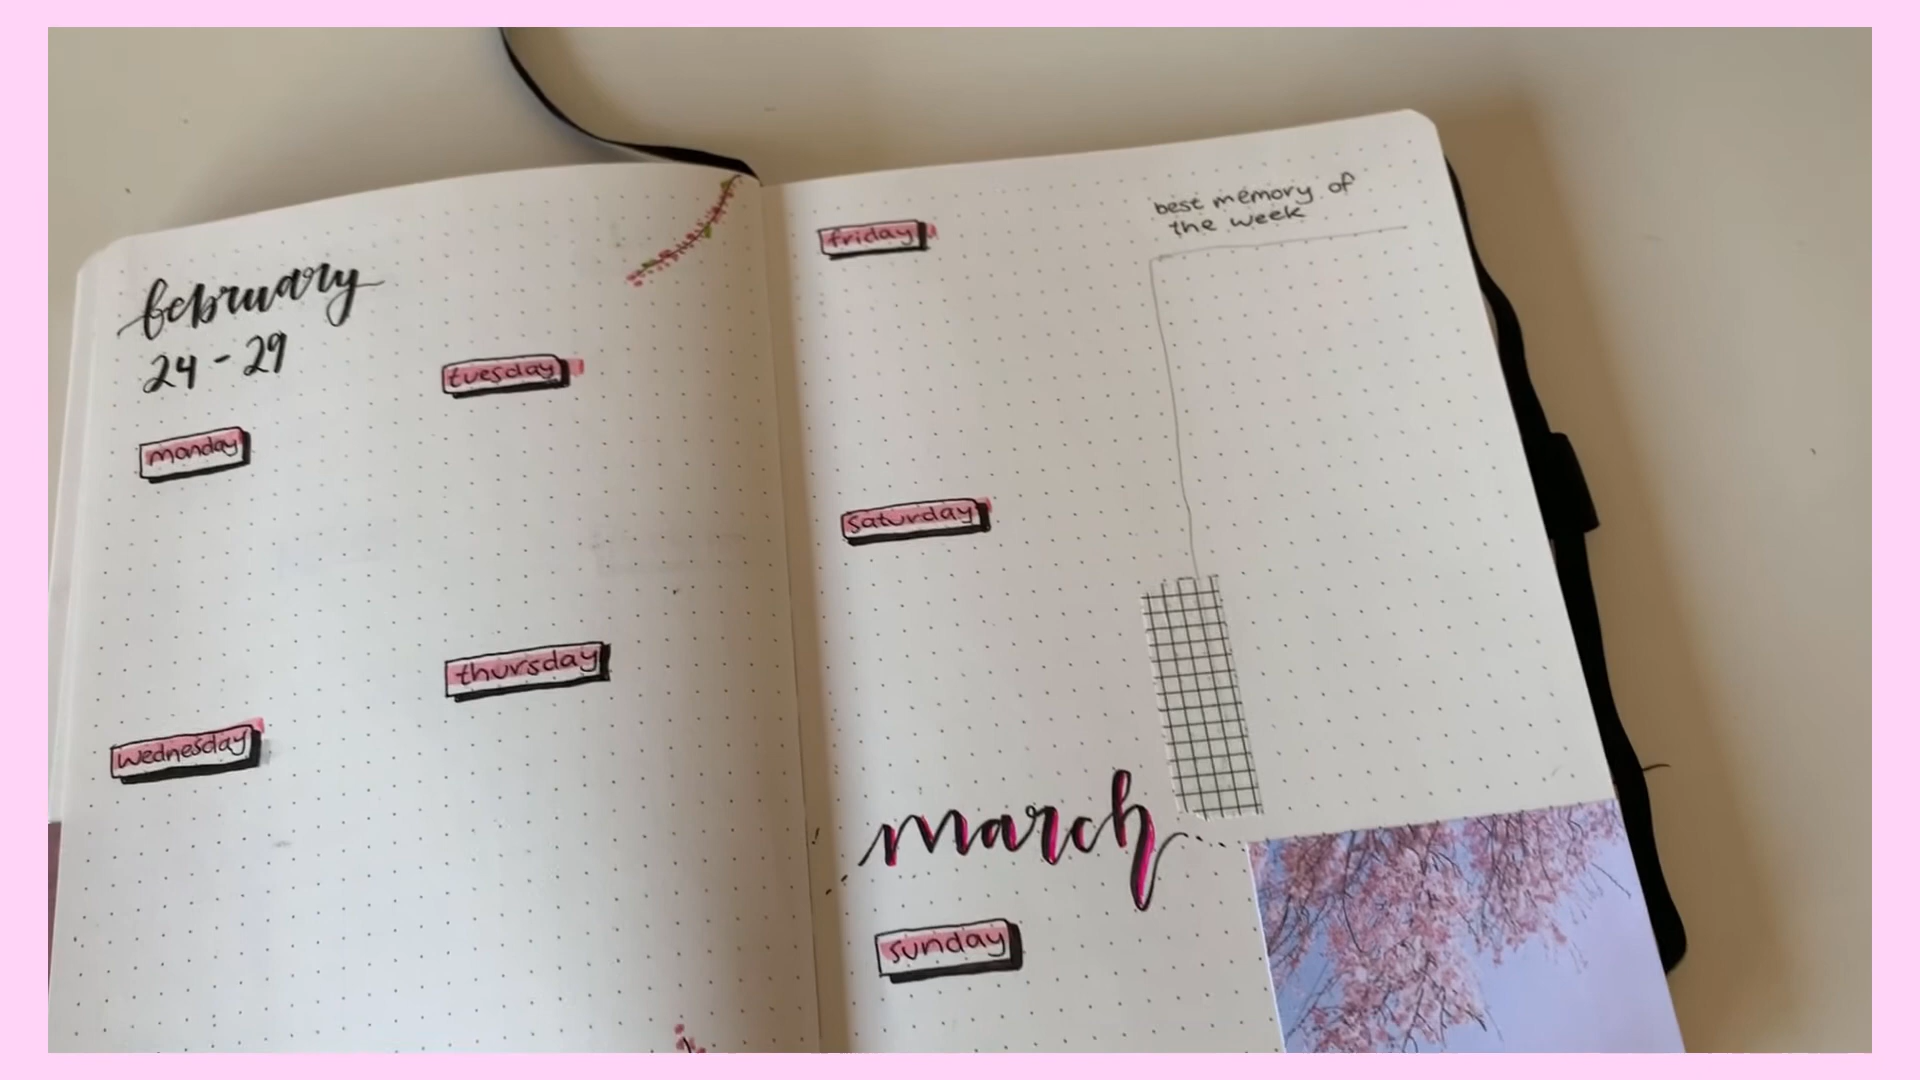 february
24 - 29
monday
tuesday
wednesday
thursday
friday
saturday
march
sunday
best memory of
the week